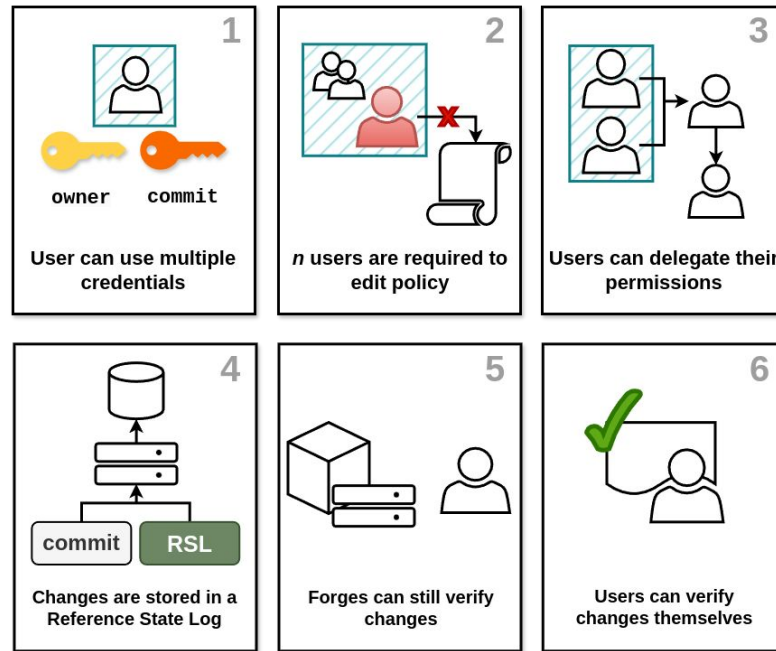 1
owner
commit
User can use multiple
credentials
2
n users are required to
edit policy
3
Users can delegate their
permissions
4
commit
RSL
Changes are stored in a
Reference State Log
5
Forges can still verify
changes
6
Users can verify
changes themselves